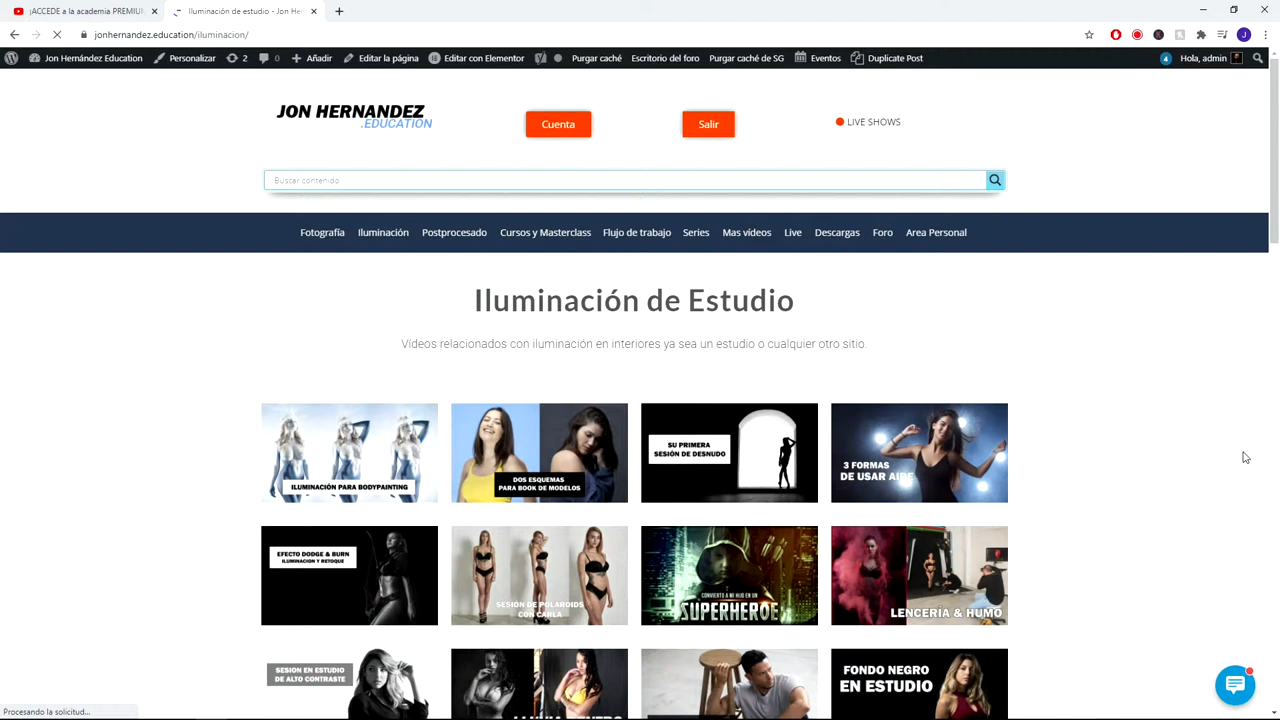 ¡ACCEDE a la academia PREMIUM
Iluminación de estudio - Jon He
jonhernandez.education/iluminacion/
Jon Hernández Education
Personalizar
2
0
Añadir
Editar la página
Editar con Elementor
Purgar caché
Escritorio del foro
Purgar caché de SG
Eventos
Duplicate Post
4
Hola, admin
JON HERNANDEZ
.EDUCATION
Cuenta
Salir
LIVE SHOWS
Buscar contenido
Fotografía
Iluminación
Postprocesado
Cursos y Masterclass
Flujo de trabajo
Series
Mas vídeos
Live
Descargas
Foro
Area Personal
Iluminación de Estudio
Vídeos relacionados con iluminación en interiores ya sea un estudio o cualquier otro sitio.
ILUMINACIÓN PARA BODYPAINTING
DOS ESQUEMAS
PARA BOOK DE MODELOS
SU PRIMERA
SESIÓN DE DESNUDO
3 FORMAS
DE USAR AIRE
EFECTO DODGE & BURN
ILUMINACION Y RETOQUE
SESIÓN DE POLAROIDS
CON CARLA
CONVIERTO A MI HIJO EN UN
SUPERHEROE
LENCERÍA & HUMO
SESION EN ESTUDIO
DE ALTO CONTRASTE
FONDO NEGRO
EN ESTUDIO
Procesando la solicitud...